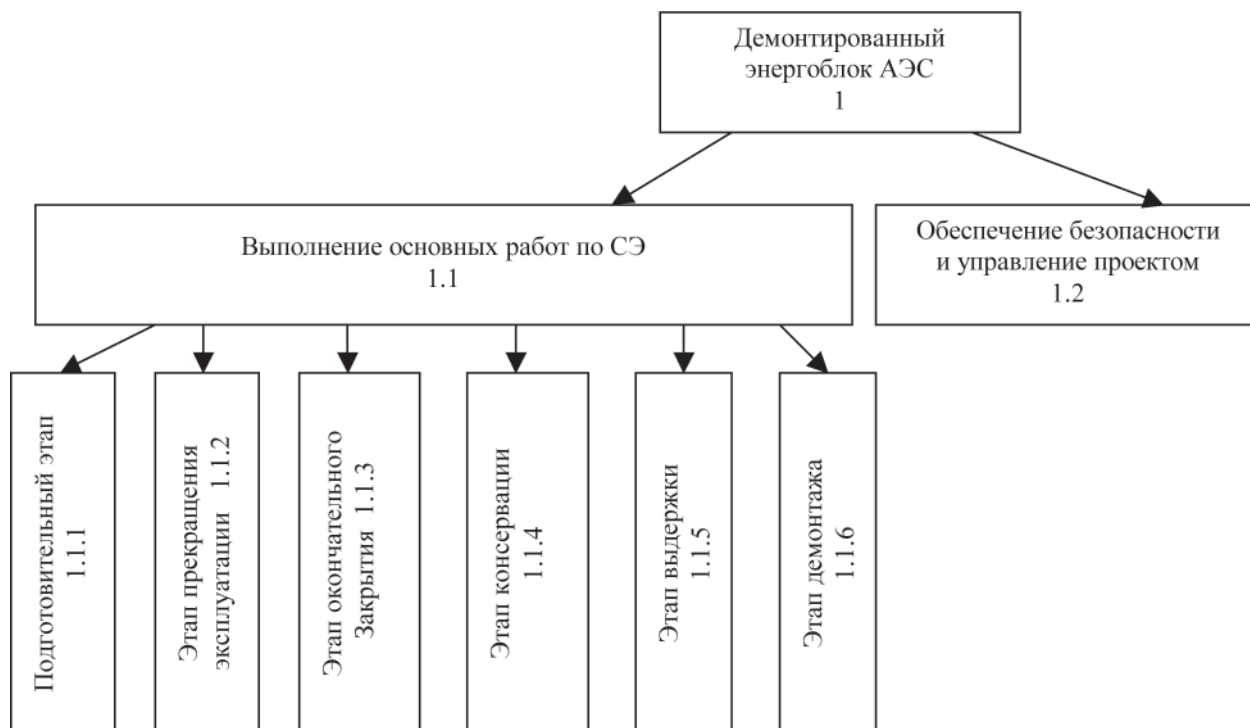 Демонтированный
энергоблок АЭС
1
Выполнение основных работ по СЭ
1.1
Обеспечение безопасности
и управление проектом
1.2
Подготовительный этап
1.1.1
Этап прекращения
эксплуатации 1.1.2
Этап окончательного
Закрытия 1.1.3
Этап консервации
1.1.4
Этап выдержки
1.1.5
Этап демонтажа
1.1.6